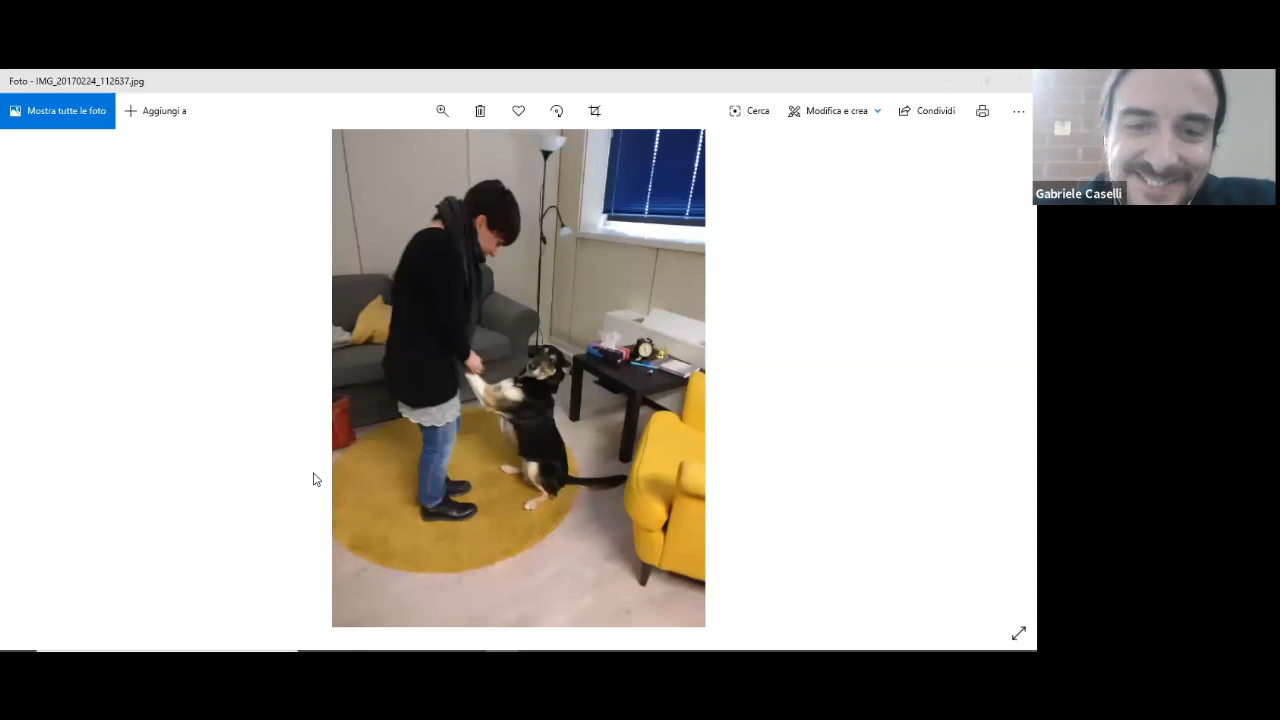 Foto - IMG_20170224_112637.jpg
Mostra tutte le foto
Aggiungi a
Cerca
Modifica e crea
Condividi
Gabriele Caselli